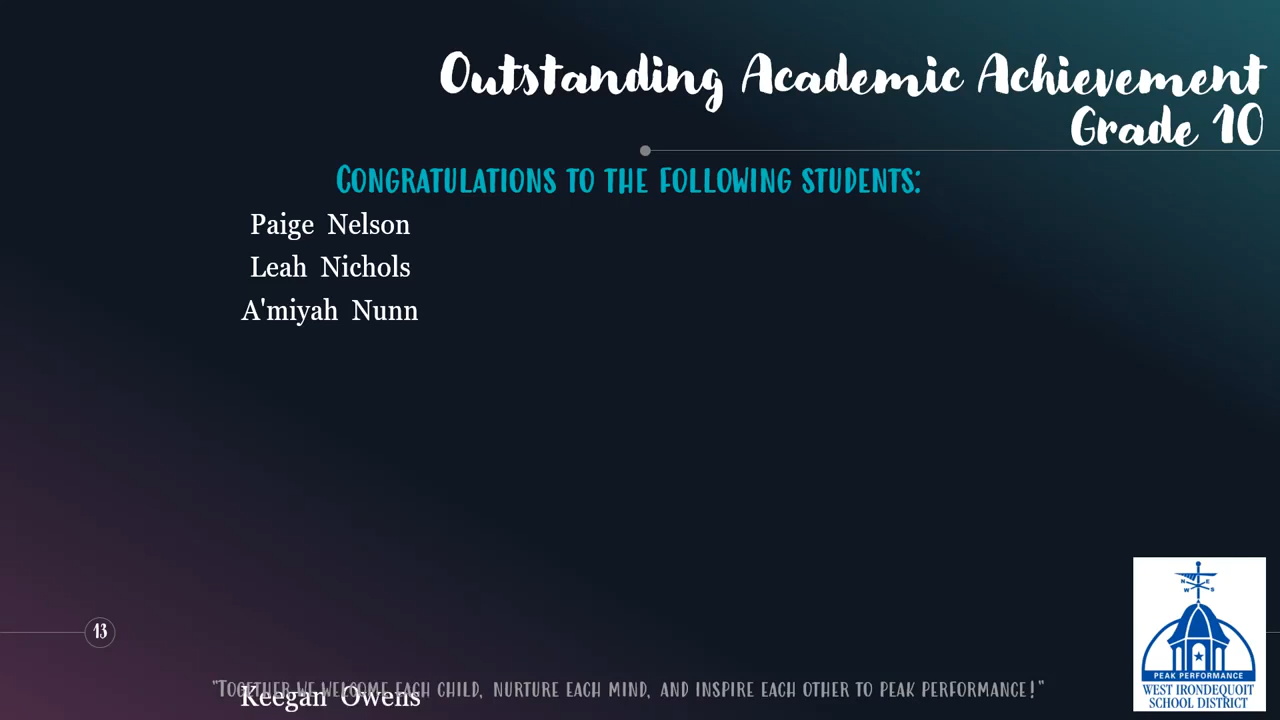 Outstanding Academic Achievement
Grade 10
Congratulations to the following students:
Paige Nelson
Leah Nichols
A'miyah Nunn
13
Keegan Owens
"Together we welcome each child, nurture each mind, and inspire each other to peak performance!"
N E
W S
PEAK PERFORMANCE
WEST IRONDEQUOIT
SCHOOL DISTRICT